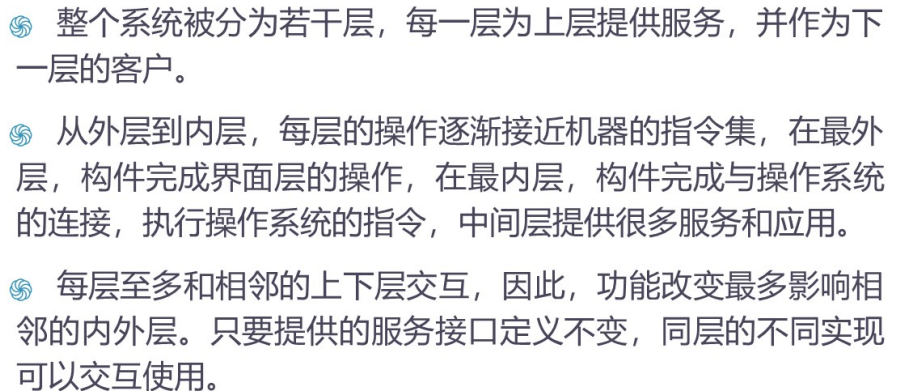 整个系统被分为若干层，每一层为上层提供服务，并作为下
一层的客户。
从外层到内层，每层的操作逐渐接近机器的指令集，在最外
层，构件完成界面层的操作，在最内层，构件完成与操作系统
的连接，执行操作系统的指令，中间层提供很多服务和应用。
每层至多和相邻的上下层交互，因此，功能改变最多影响相
邻的内外层。只要提供的服务接口定义不变，同层的不同实现
可以交互使用。